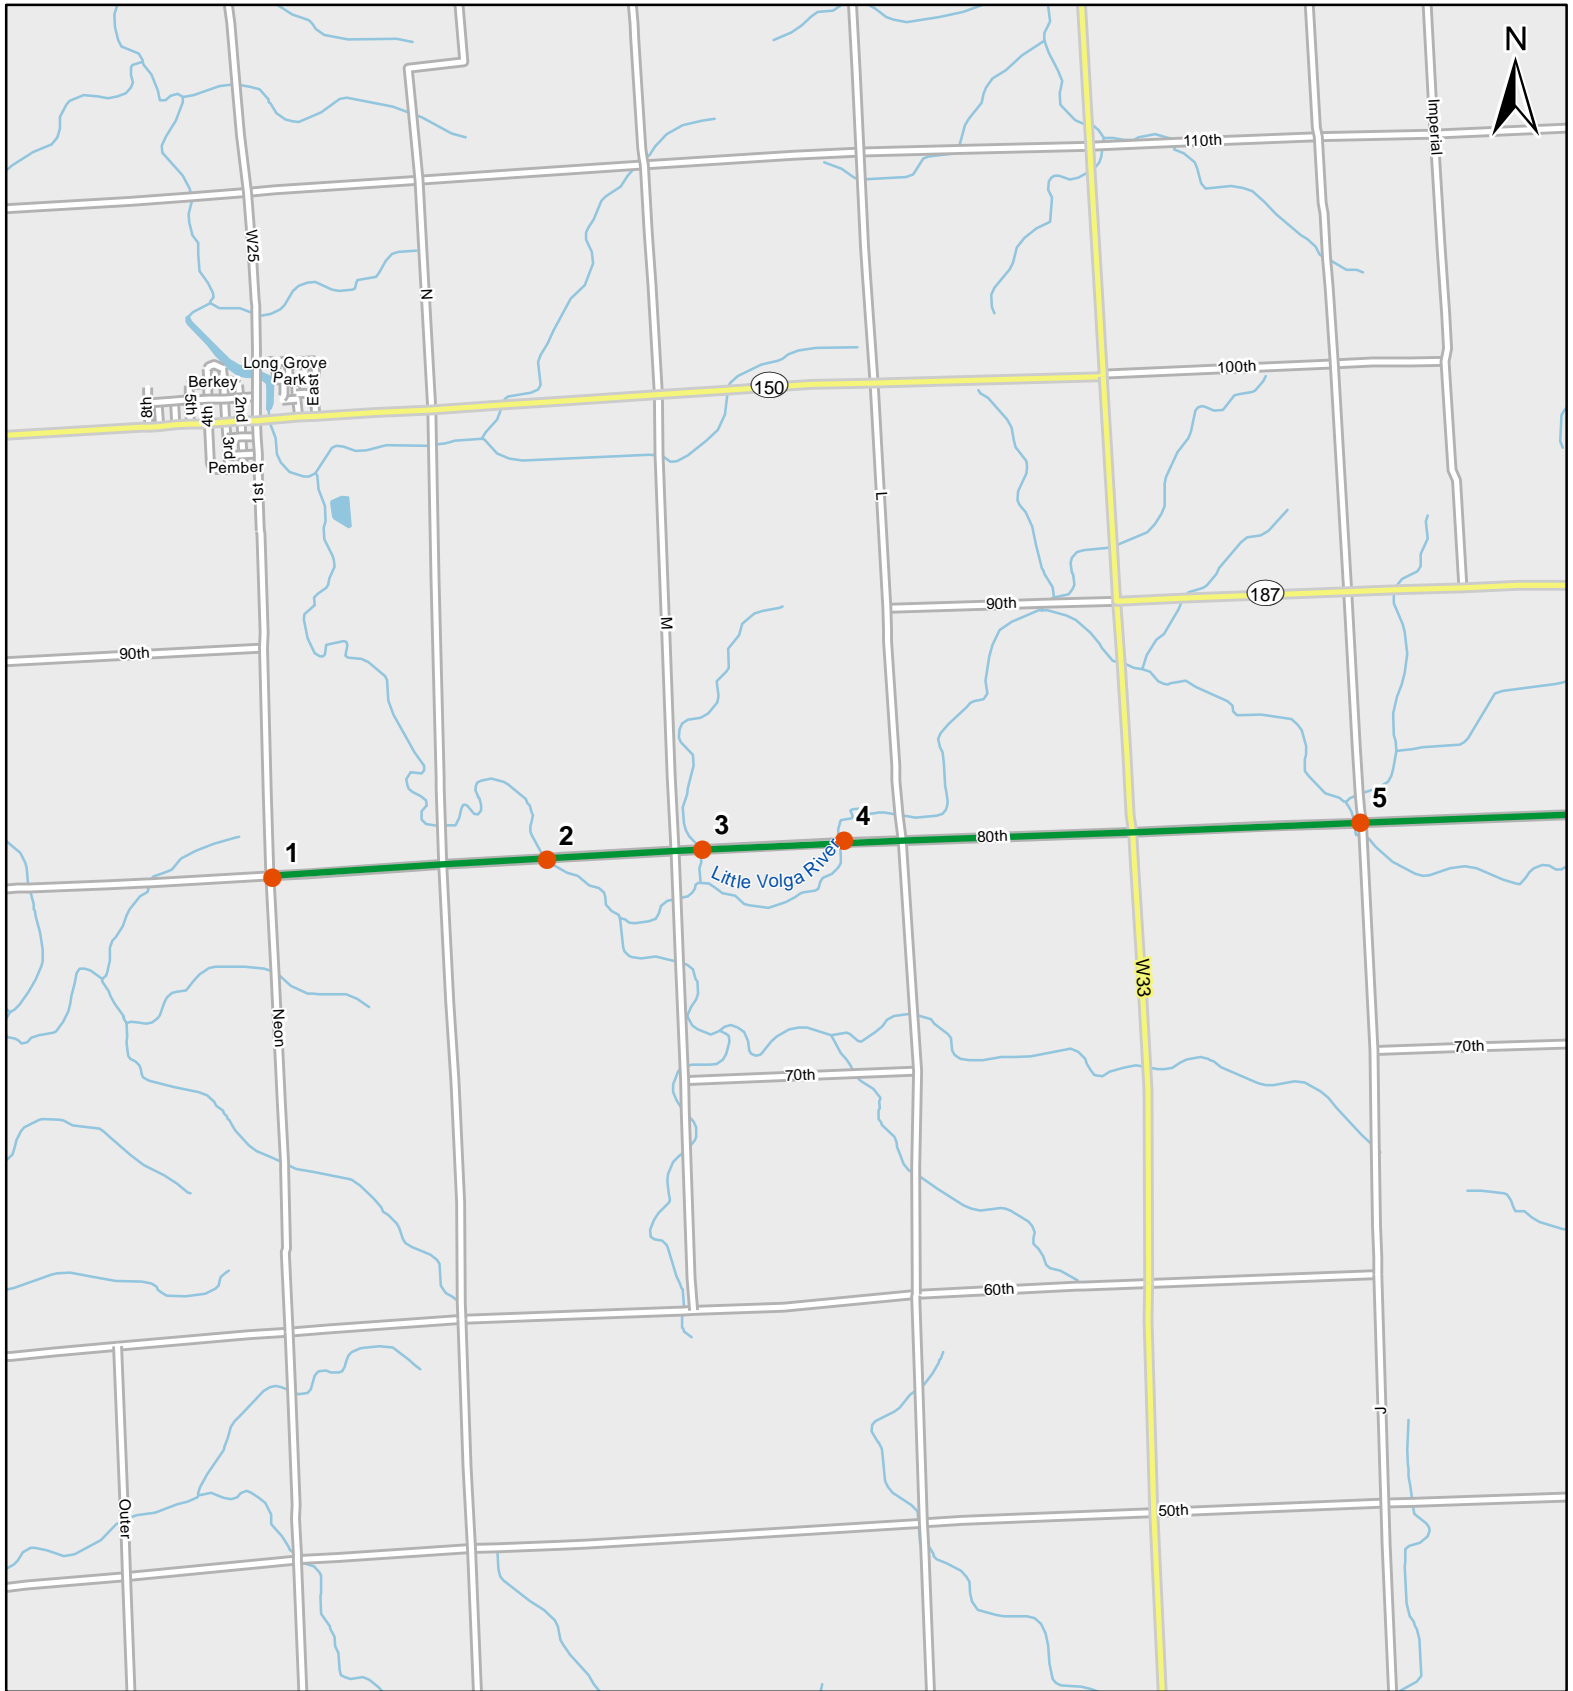 N
Imperial
110th
W25
N
Long Grove
Park
East
Berkey
8th
5th
4th
2nd
3rd
Pember
1st
150
100th
L
90th
187
M
90th
1
2
3
4
5
80th
Little Volga River
W33
Neon
70th
70th
60th
J
50th
Outer